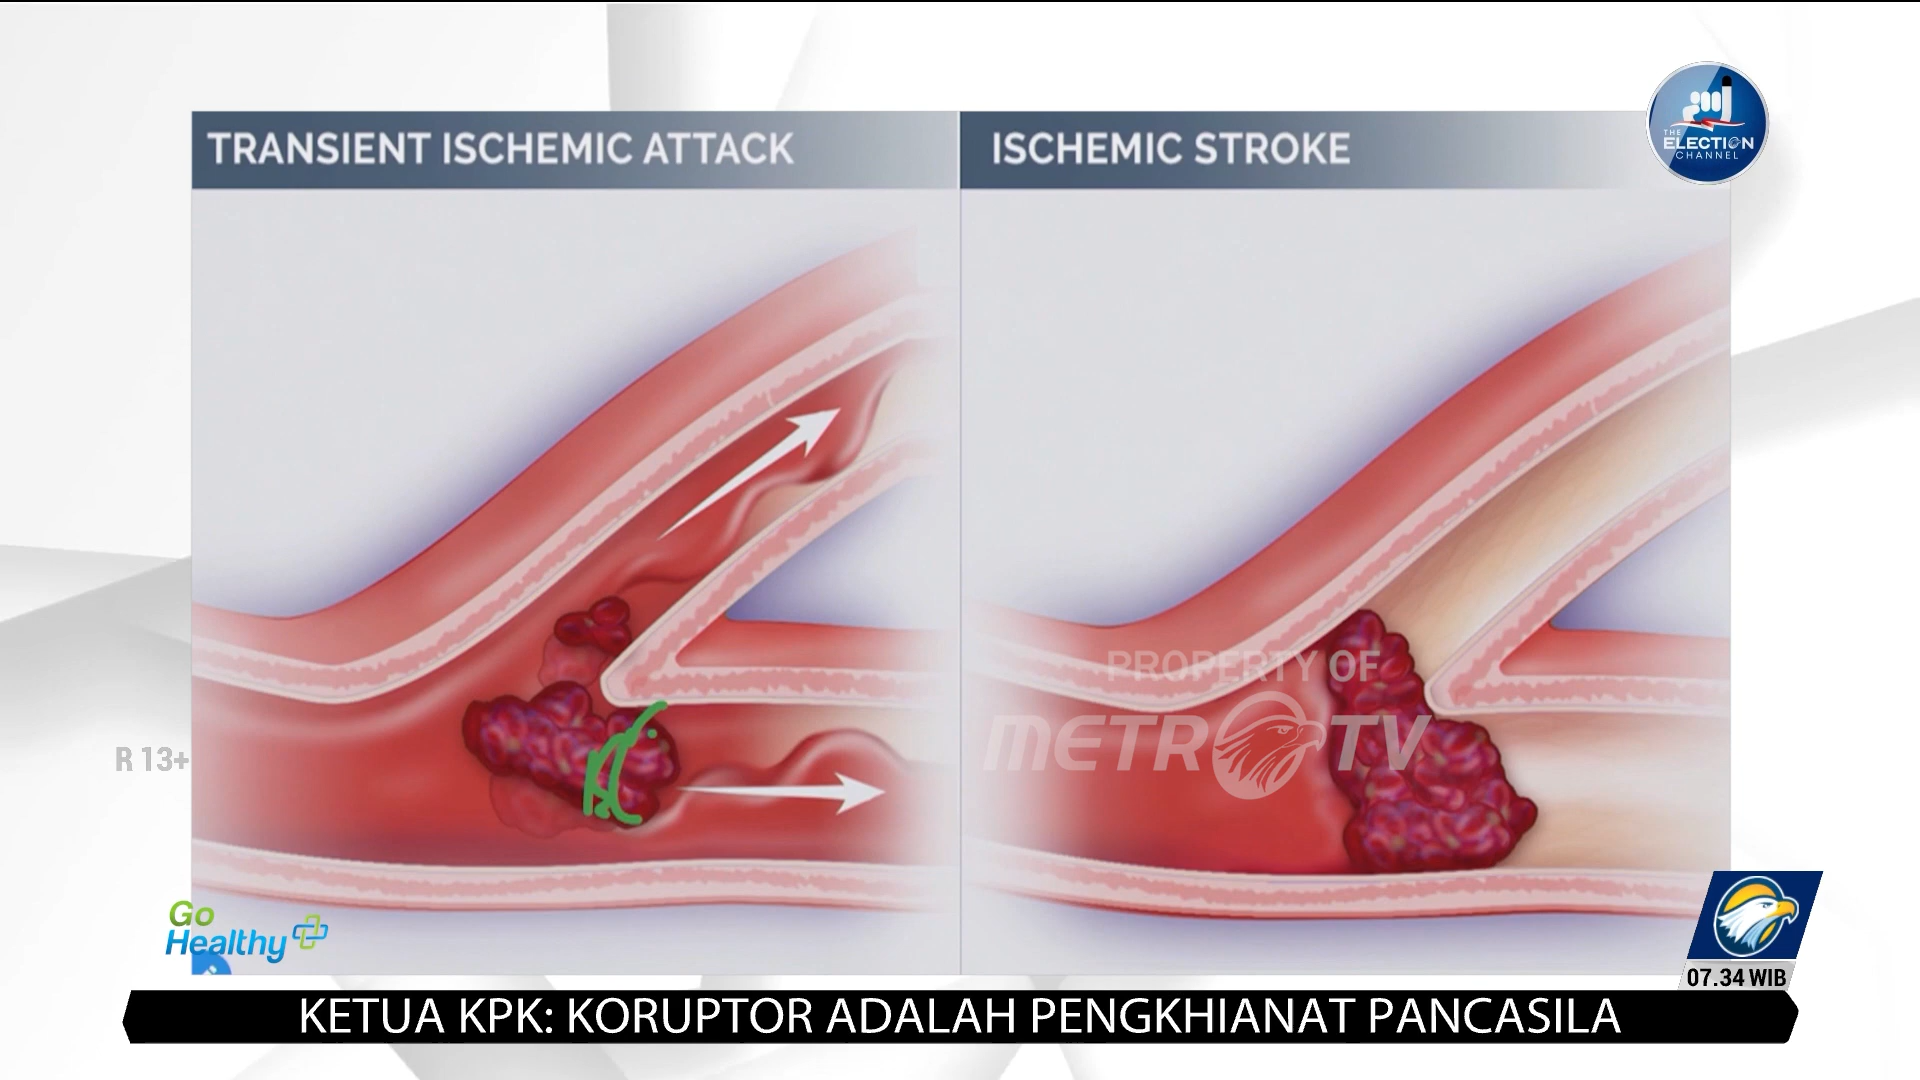 TRANSIENT ISCHEMIC ATTACK
ISCHEMIC STROKE
THE
ELECTION
CHANNEL
PROPERTY OF
METRO TV
R 13+
Go
Healthy
07.34 WIB
KETUA KPK: KORUPTOR ADALAH PENGKHIANAT PANCASILA